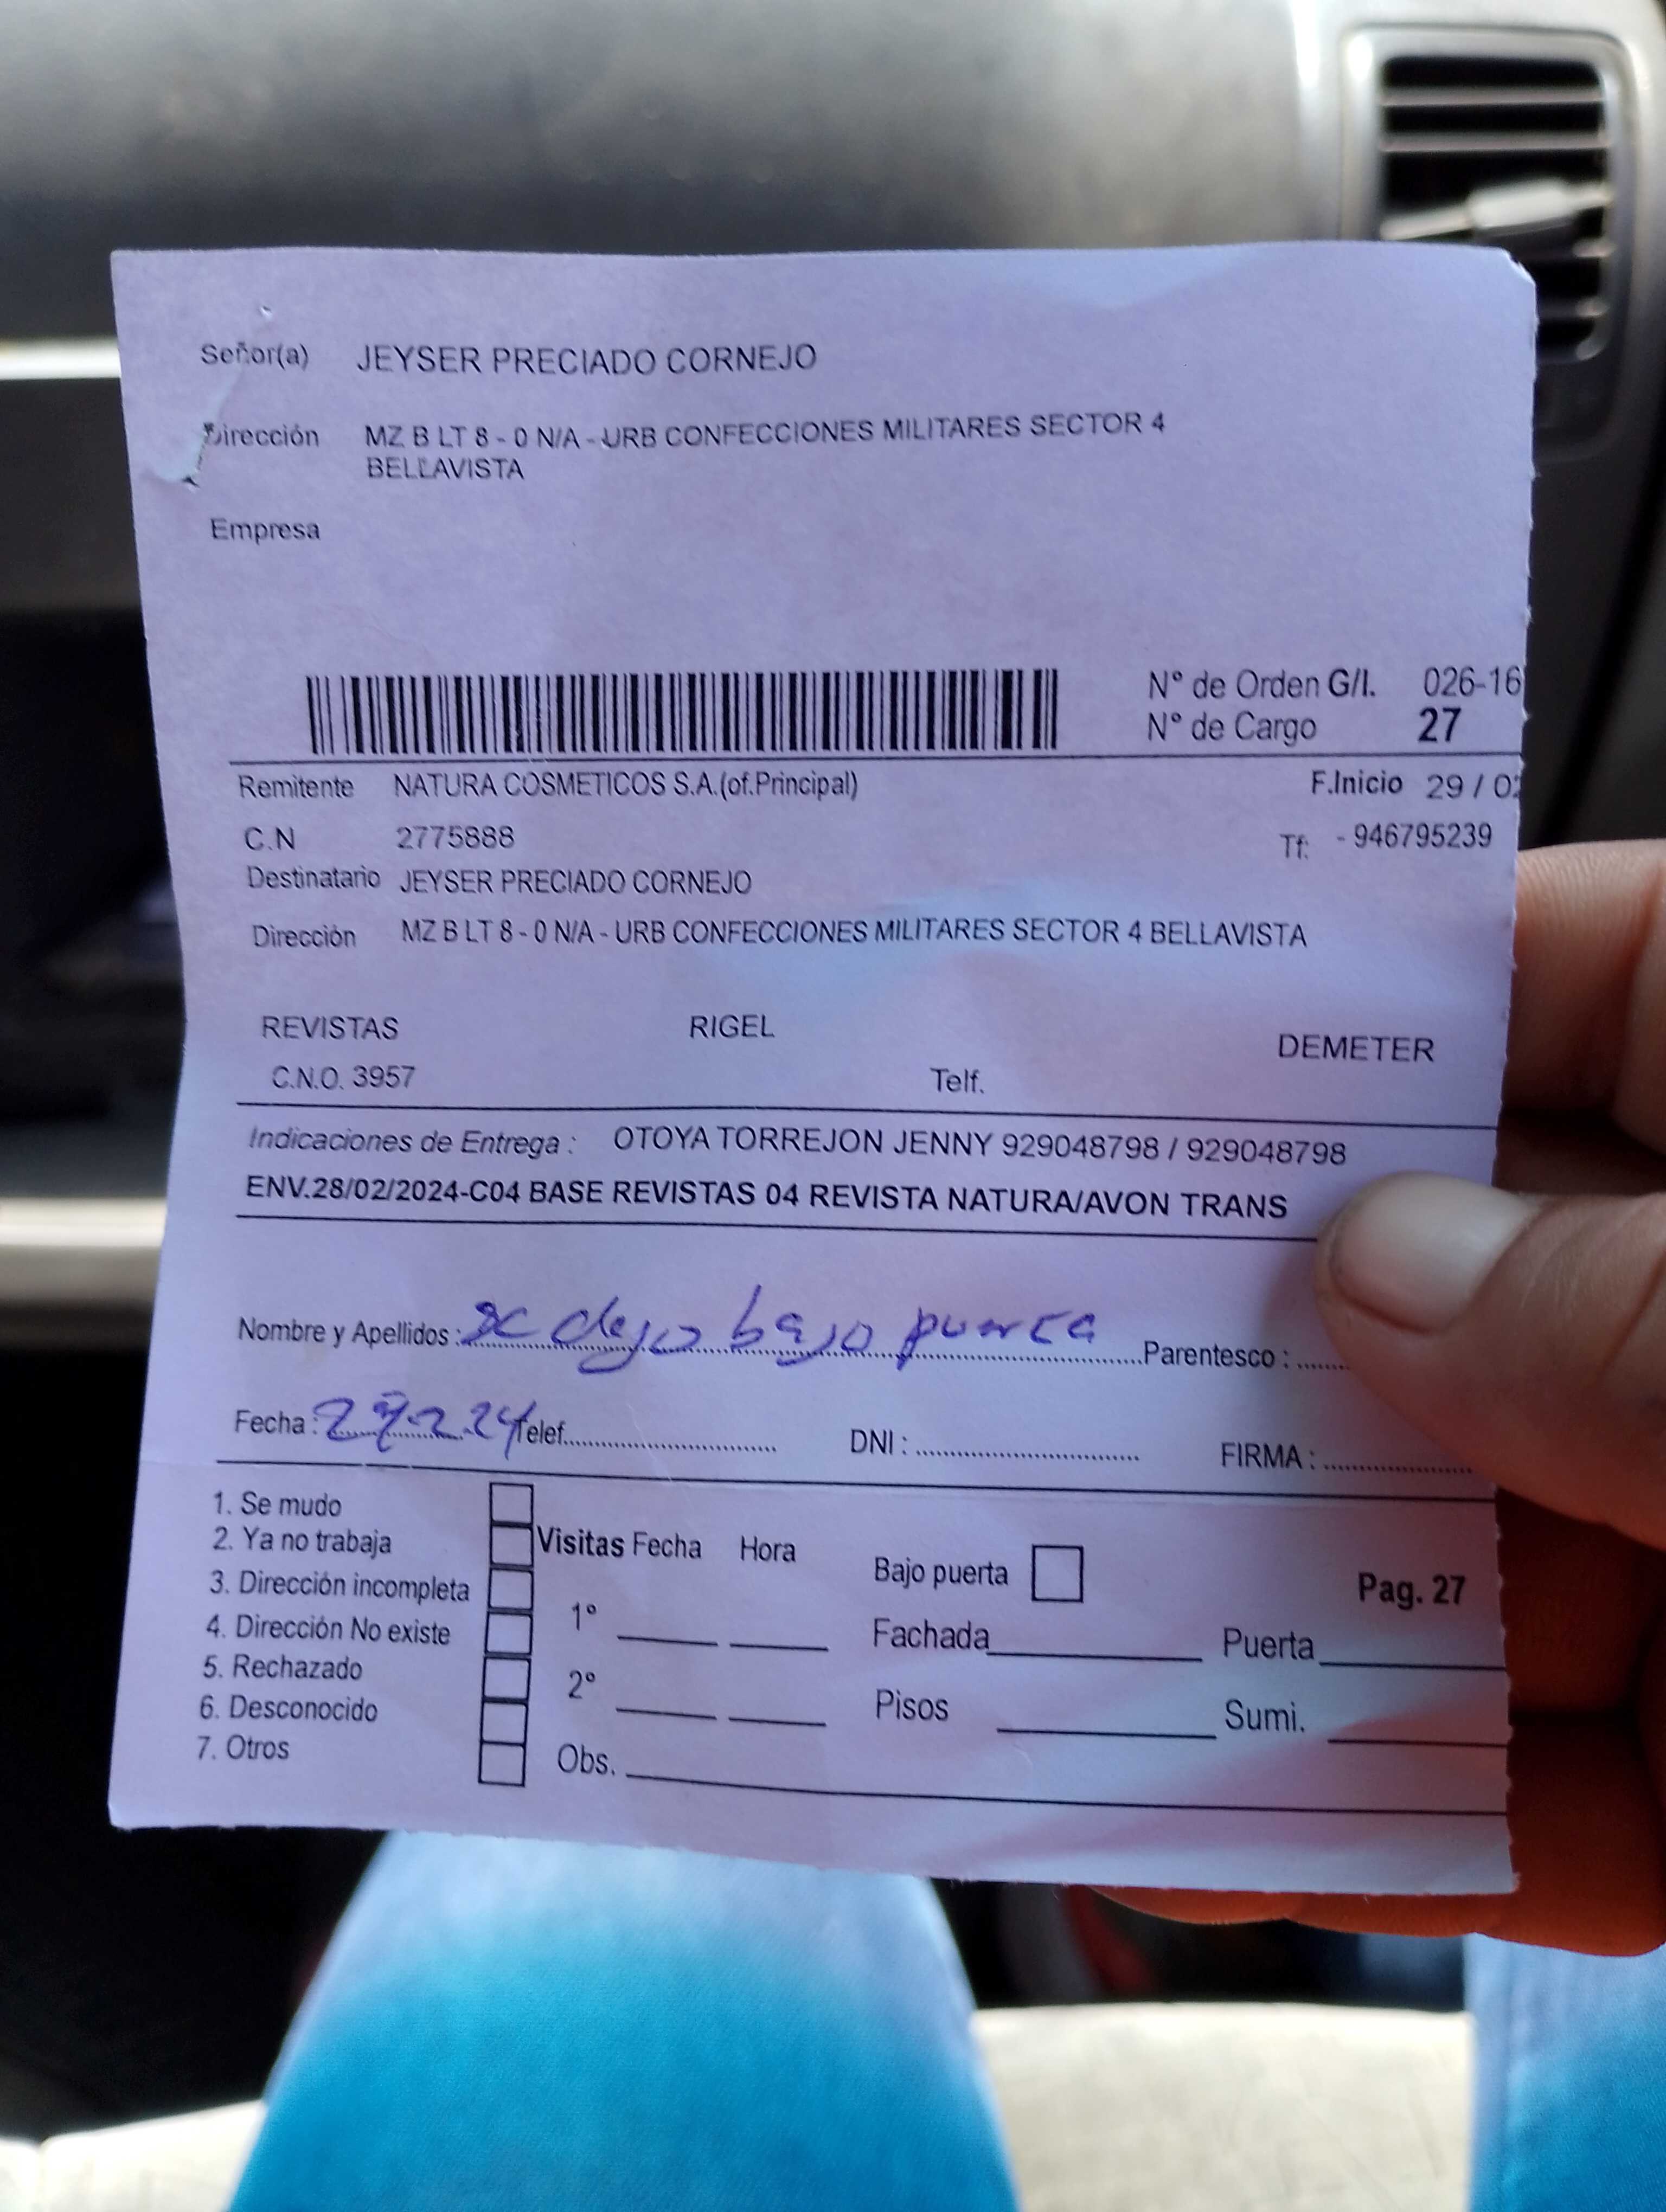 Señor(a) JEYSER PRECIADO CORNEJO
Dirección MZ B LT 8 - 0 N/A - URB CONFECCIONES MILITARES SECTOR 4
BELLAVISTA
Empresa
N° de Orden G/I. 026-16
N° de Cargo 27
Remitente NATURA COSMETICOS S.A.(of.Principal) F.Inicio 29 / 02
C.N 2775888 Tf: - 946795239
Destinatario JEYSER PRECIADO CORNEJO
Dirección MZ B LT 8 - 0 N/A - URB CONFECCIONES MILITARES SECTOR 4 BELLAVISTA
REVISTAS RIGEL DEMETER
C.N.O. 3957 Telf.
Indicaciones de Entrega : OTOYA TORREJON JENNY 929048798 / 929048798
ENV.28/02/2024-C04 BASE REVISTAS 04 REVISTA NATURA/AVON TRANS
Nombre y Apellidos : se dejo bajo puerta Parentesco :
Fecha : 29.2.24 Telef. DNI : FIRMA :
1. Se mudo
2. Ya no trabaja Visitas Fecha Hora Bajo puerta Pag. 27
3. Dirección incompleta 1°
4. Dirección No existe Fachada Puerta
5. Rechazado 2°
6. Desconocido Pisos Sumi.
7. Otros Obs.